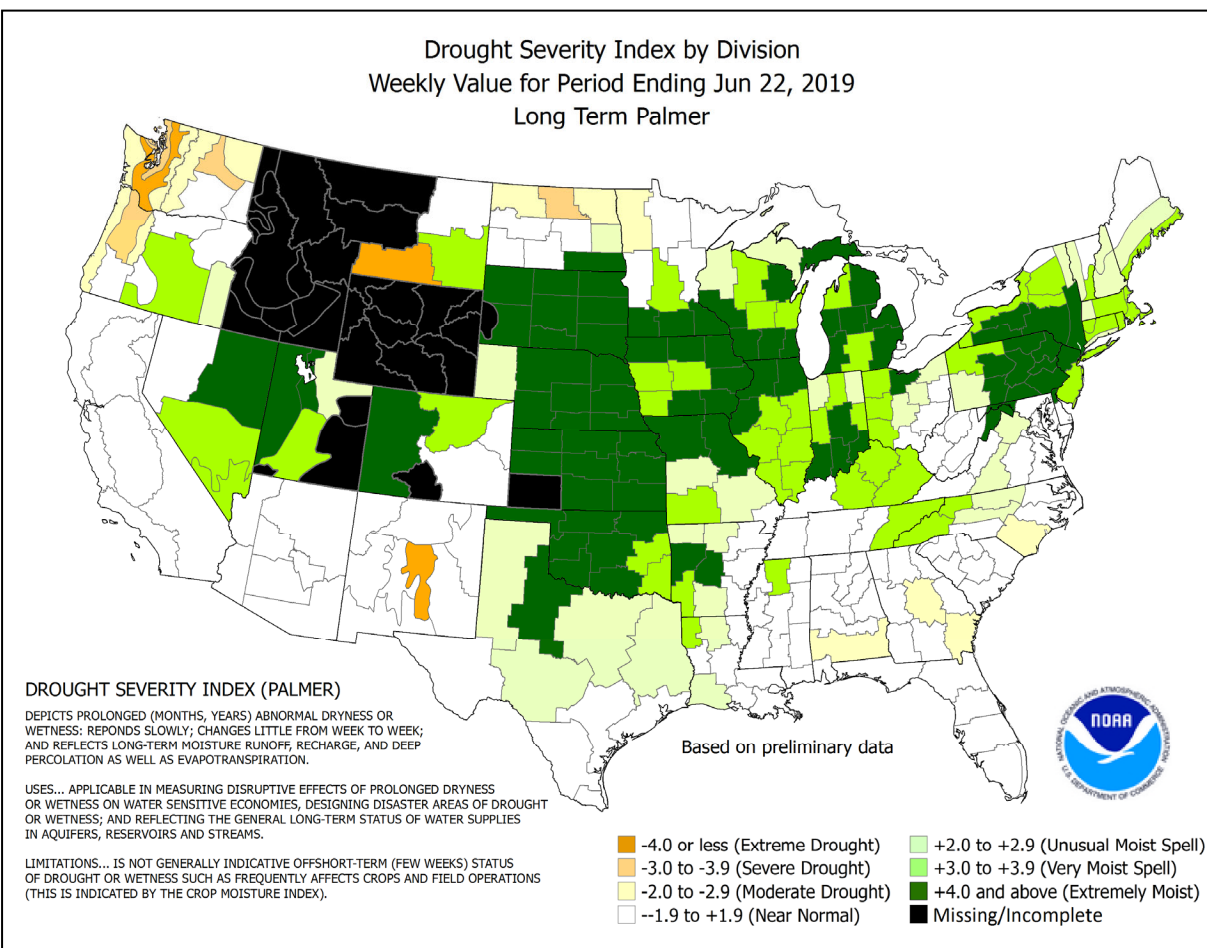 Drought Severity Index by Division
Weekly Value for Period Ending Jun 22, 2019
Long Term Palmer
DROUGHT SEVERITY INDEX (PALMER)
DEPICTS PROLONGED (MONTHS, YEARS) ABNORMAL DRYNESS OR
WETNESS: REPONDS SLOWLY; CHANGES LITTLE FROM WEEK TO WEEK;
AND REFLECTS LONG-TERM MOISTURE RUNOFF, RECHARGE, AND DEEP
PERCOLATION AS WELL AS EVAPOTRANSPIRATION.
USES... APPLICABLE IN MEASURING DISRUPTIVE EFFECTS OF PROLONGED DRYNESS
OR WETNESS ON WATER SENSITIVE ECONOMIES, DESIGNING DISASTER AREAS OF DROUGHT
OR WETNESS; AND REFLECTING THE GENERAL LONG-TERM STATUS OF WATER SUPPLIES
IN AQUIFERS, RESERVOIRS AND STREAMS.
LIMITATIONS... IS NOT GENERALLY INDICATIVE OFFSHORT-TERM (FEW WEEKS) STATUS
OF DROUGHT OR WETNESS SUCH AS FREQUENTLY AFFECTS CROPS AND FIELD OPERATIONS
(THIS IS INDICATED BY THE CROP MOISTURE INDEX).
Based on preliminary data
NATIONAL OCEANIC AND ATMOSPHERIC ADMINISTRATION
NOAA
U.S. DEPARTMENT OF COMMERCE
-4.0 or less (Extreme Drought)
-3.0 to -3.9 (Severe Drought)
-2.0 to -2.9 (Moderate Drought)
--1.9 to +1.9 (Near Normal)
+2.0 to +2.9 (Unusual Moist Spell)
+3.0 to +3.9 (Very Moist Spell)
+4.0 and above (Extremely Moist)
Missing/Incomplete